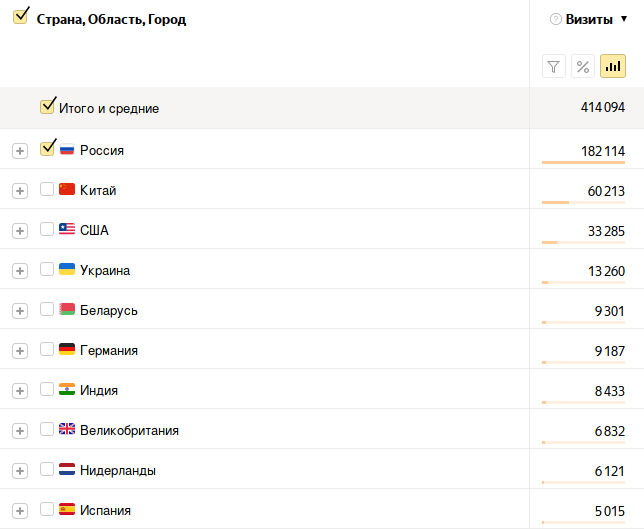 Страна, Область, Город
? Визиты ▼
%
Итого и средние 414 094
Россия 182 114
Китай 60 213
США 33 285
Украина 13 260
Беларусь 9 301
Германия 9 187
Индия 8 433
Великобритания 6 832
Нидерланды 6 121
Испания 5 015